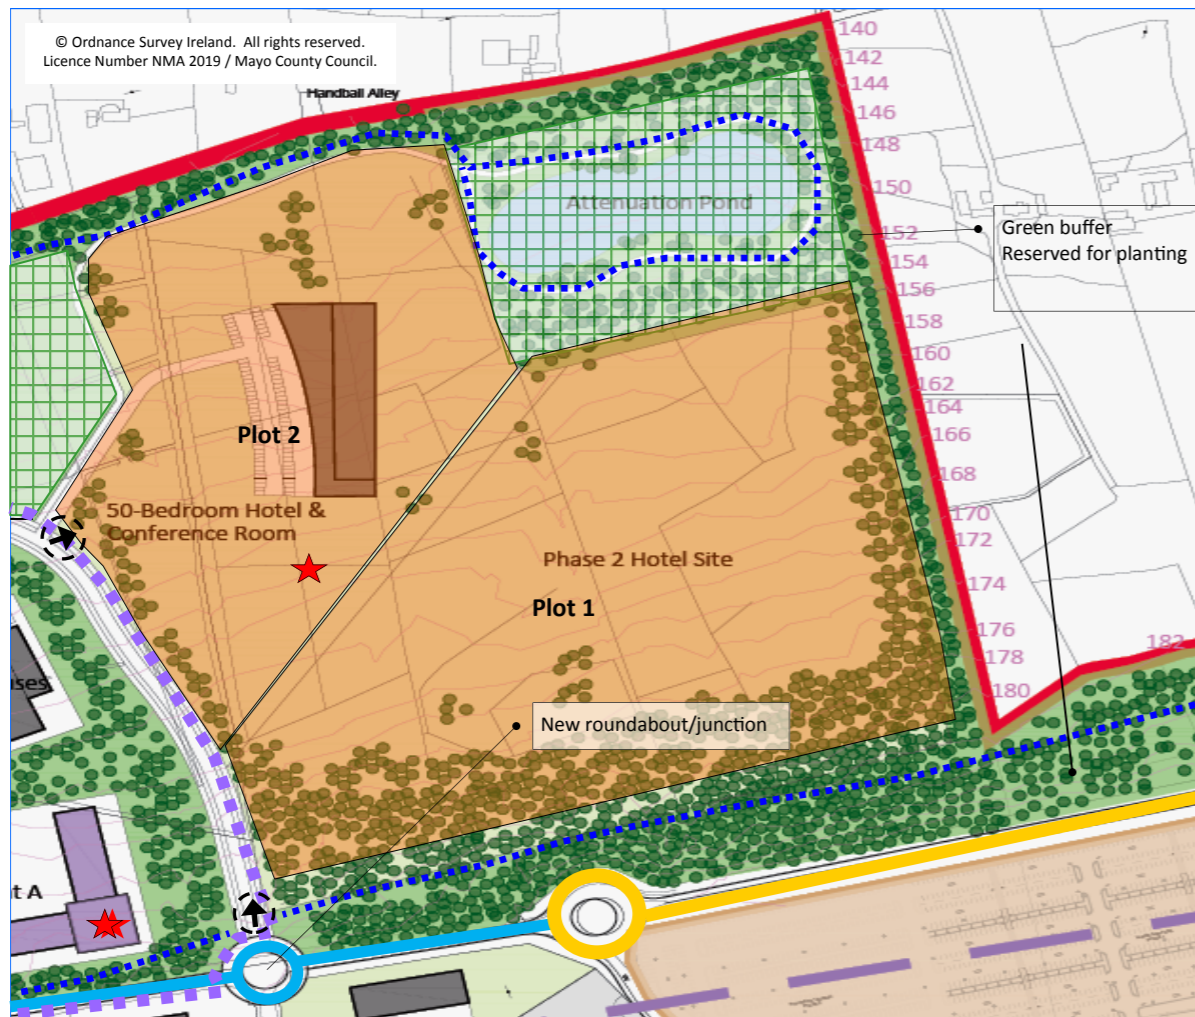 © Ordnance Survey Ireland. All rights reserved.
Licence Number NMA 2019 / Mayo County Council.
Handball Alley
140
142
144
146
148
150
152
154
156
158
160
162
164
166
168
170
172
174
176
178
180
182
Attenuation Pond
Green buffer
Reserved for planting
Plot 2
50-Bedroom Hotel &
Conference Room
Phase 2 Hotel Site
Plot 1
New roundabout/junction
uses
t A